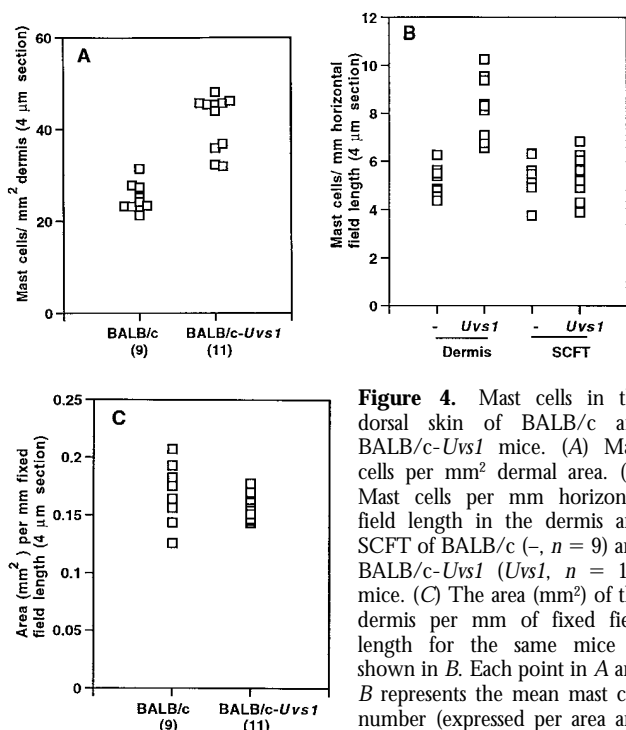 A
Mast cells/ mm² dermis (4 µm section)
60
40
20
0
BALB/c
(9)
BALB/c-Uvs1
(11)
B
Mast cells/ mm horizontal
field length (4 µm section)
12
10
8
6
4
2
0
- Uvs1 - Uvs1
Dermis SCFT
C
Area (mm²) per mm fixed
field length (4 µm section)
0.25
0.2
0.15
0.1
0.05
0
BALB/c
(9)
BALB/c-Uvs1
(11)
Figure 4. Mast cells in
dorsal skin of BALB/c
BALB/c-Uvs1 mice. (A)
cells per mm² dermal area.
Mast cells per mm
field length in the dermis
SCFT of BALB/c (–, n = 9)
BALB/c-Uvs1 (Uvs1, n =
mice. (C) The area (mm²) of
dermis per mm of fixed
length for the same mice
shown in B. Each point in A
B represents the mean mast
number (expressed per area